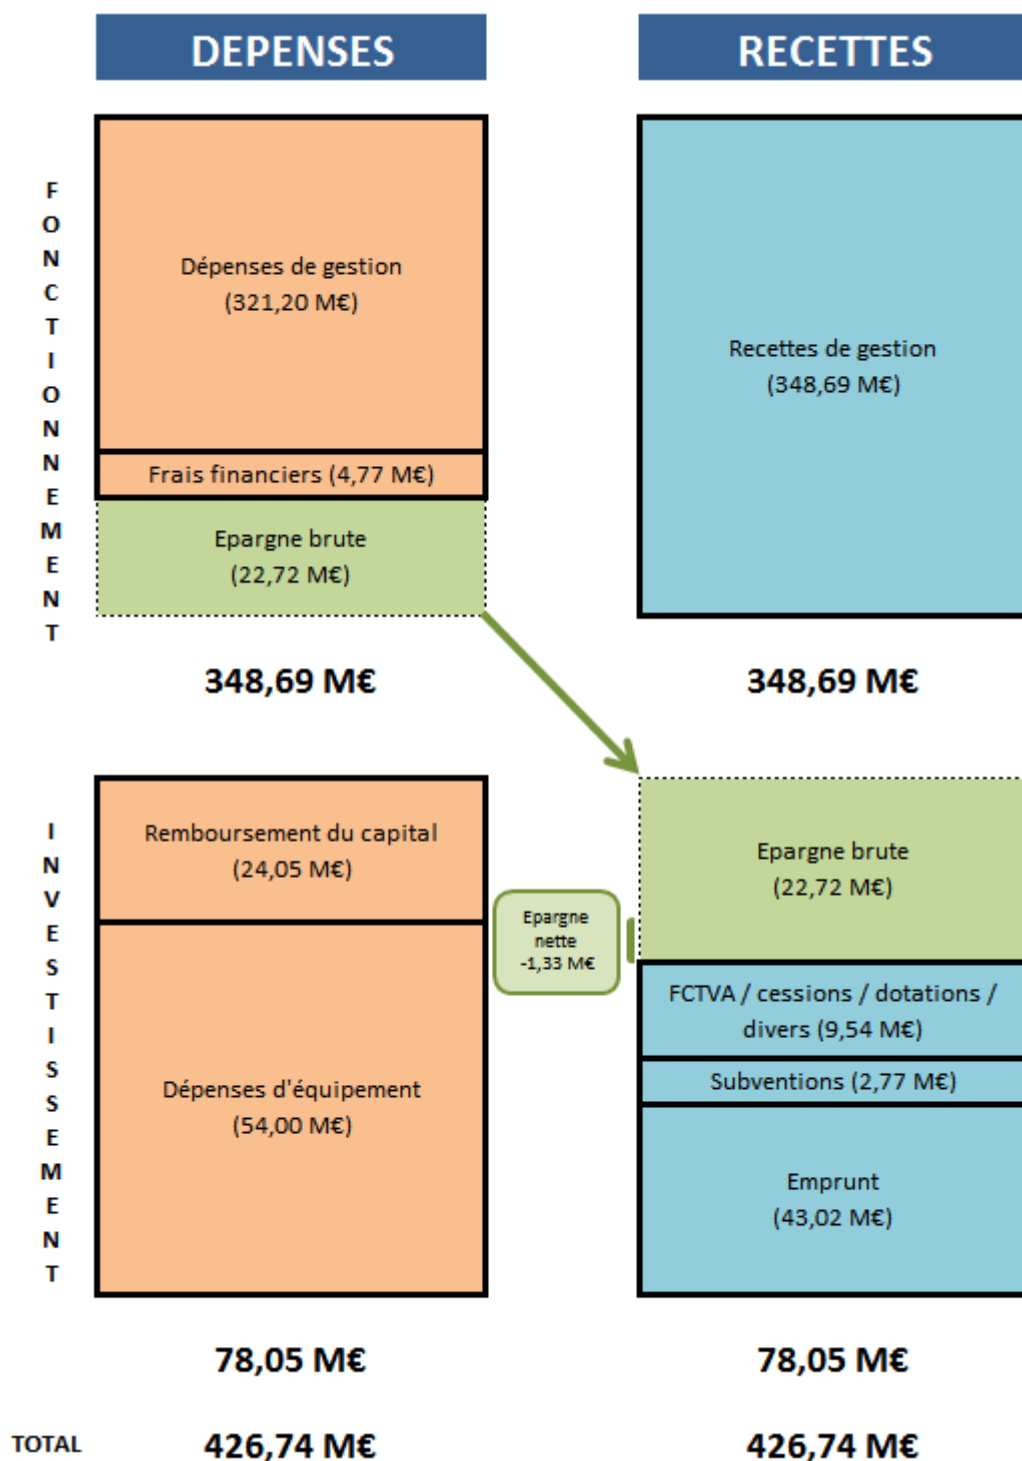 DEPENSES
RECETTES
FONCTIONNEMENT
Dépenses de gestion
(321,20 M€)
Frais financiers (4,77 M€)
Epargne brute
(22,72 M€)
348,69 M€
Recettes de gestion
(348,69 M€)
348,69 M€
INVESTISSEMENT
Remboursement du capital
(24,05 M€)
Dépenses d'équipement
(54,00 M€)
Epargne
nette
-1,33 M€
Epargne brute
(22,72 M€)
FCTVA / cessions / dotations /
divers (9,54 M€)
Subventions (2,77 M€)
Emprunt
(43,02 M€)
78,05 M€
78,05 M€
TOTAL
426,74 M€
426,74 M€